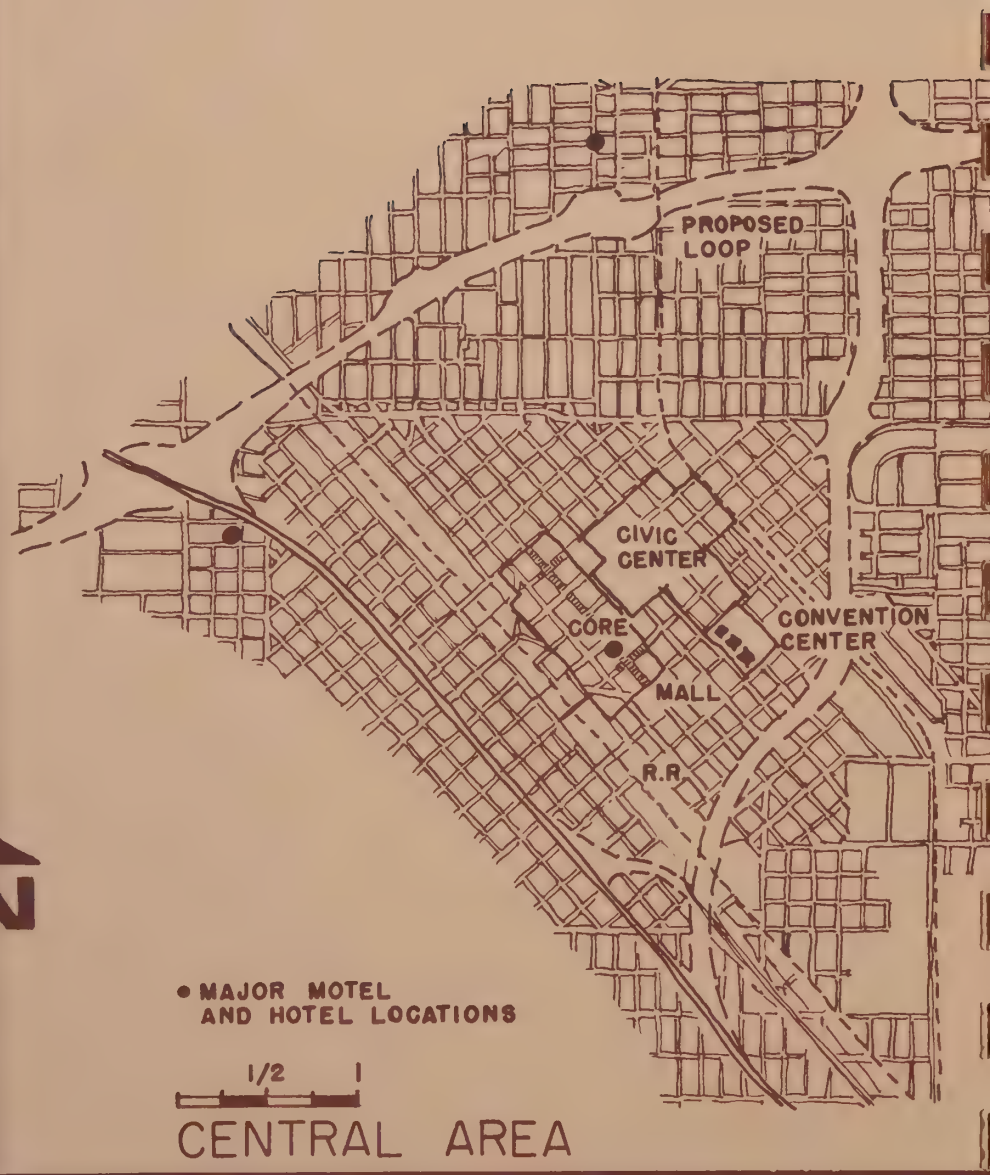 PROPOSED
LOOP
CIVIC
CENTER
CORE
CONVENTION
CENTER
MALL
R.R.
N
● MAJOR MOTEL
AND HOTEL LOCATIONS
1/2 1
CENTRAL AREA